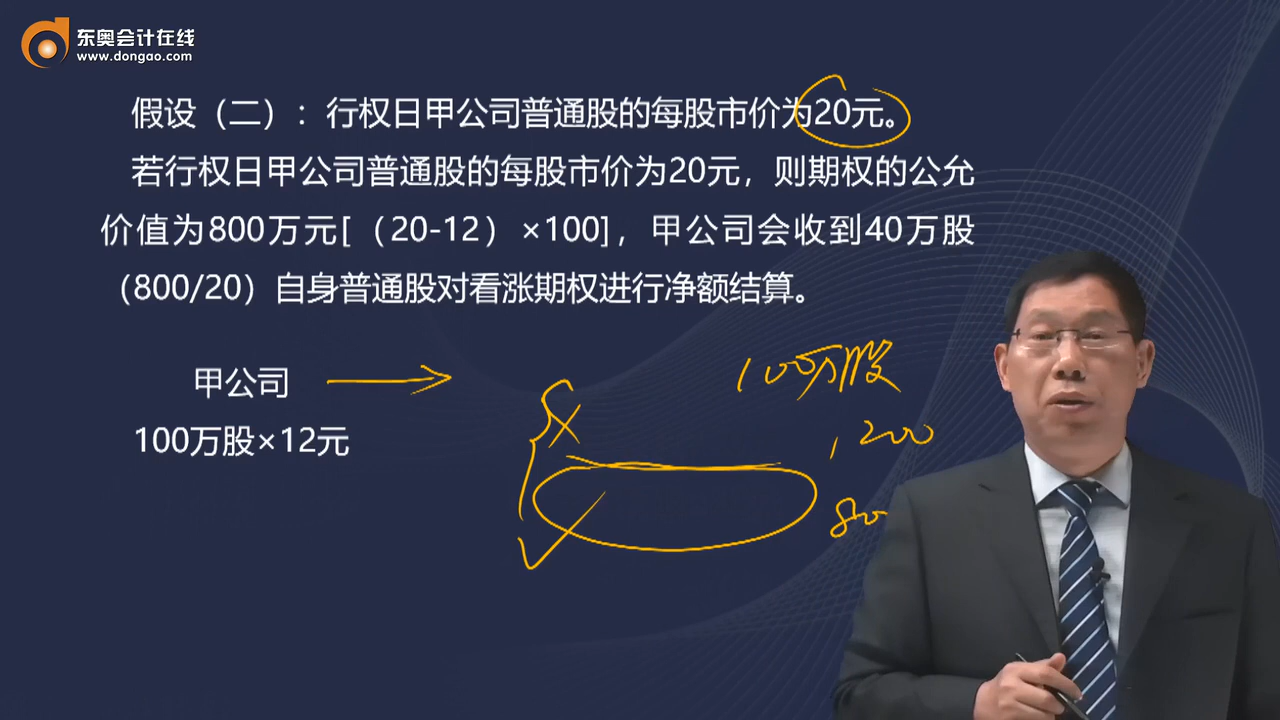 东奥会计在线
www.dongao.com
假设（二）：行权日甲公司普通股的每股市价为20元。
若行权日甲公司普通股的每股市价为20元，则期权的公允
价值为800万元[（20-12）×100]，甲公司会收到40万股
（800/20）自身普通股对看涨期权进行净额结算。
甲公司
100万股×12元
100万股
1200
800